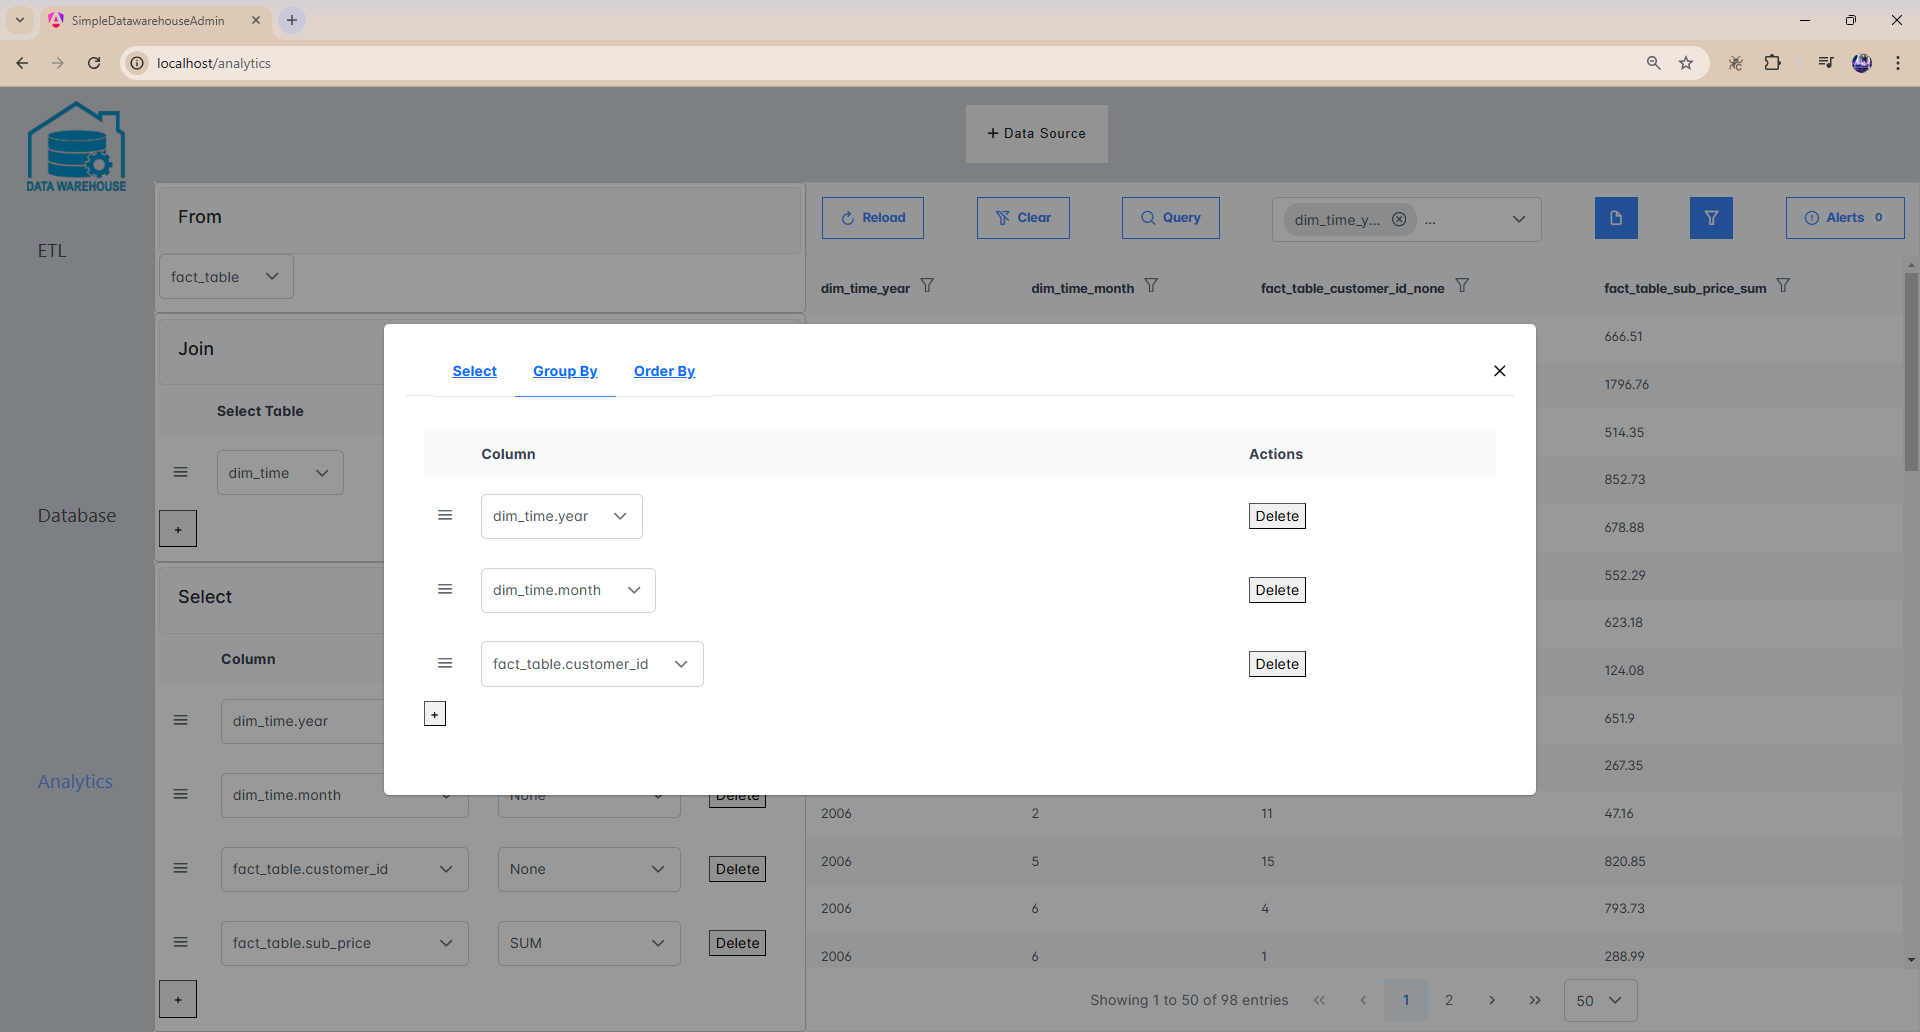 SimpleDatawarehouseAdmin
localhost/analytics
DATA WAREHOUSE
+ Data Source
ETL
Database
Analytics
From
fact_table
Join
Select Table
dim_time
+
Select
Column
dim_time.year
dim_time.month None Delete
fact_table.customer_id None Delete
fact_table.sub_price SUM Delete
+
Reload Clear Query dim_time_y... ... Alerts 0
dim_time_year dim_time_month fact_table_customer_id_none fact_table_sub_price_sum
666.51
1796.76
514.35
852.73
678.88
552.29
623.18
124.08
651.9
267.35
2006 2 11 47.16
2006 5 15 820.85
2006 6 4 793.73
2006 6 1 288.99
Showing 1 to 50 of 98 entries « ‹ 1 2 › » 50
Select Group By Order By
Column Actions
dim_time.year Delete
dim_time.month Delete
fact_table.customer_id Delete
+